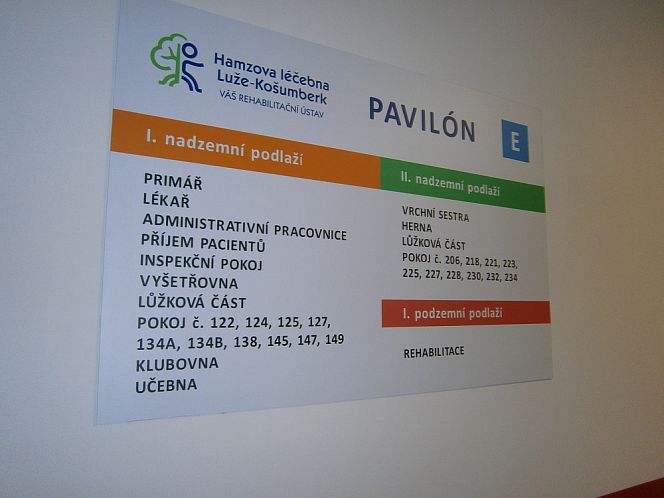 Hamzova léčebna
Luže-Košumberk
VÁŠ REHABILITAČNÍ ÚSTAV
PAVILÓN E
I. nadzemní podlaží
PRIMÁŘ
LÉKAŘ
ADMINISTRATIVNÍ PRACOVNICE
PŘÍJEM PACIENTŮ
INSPEKČNÍ POKOJ
VYŠETŘOVNA
LŮŽKOVÁ ČÁST
POKOJ č. 122, 124, 125, 127,
134A, 134B, 138, 145, 147, 149
KLUBOVNA
UČEBNA
II. nadzemní podlaží
VRCHNÍ SESTRA
HERNA
LŮŽKOVÁ ČÁST
POKOJ č. 206, 218, 221, 223,
225, 227, 228, 230, 232, 234
I. podzemní podlaží
REHABILITACE